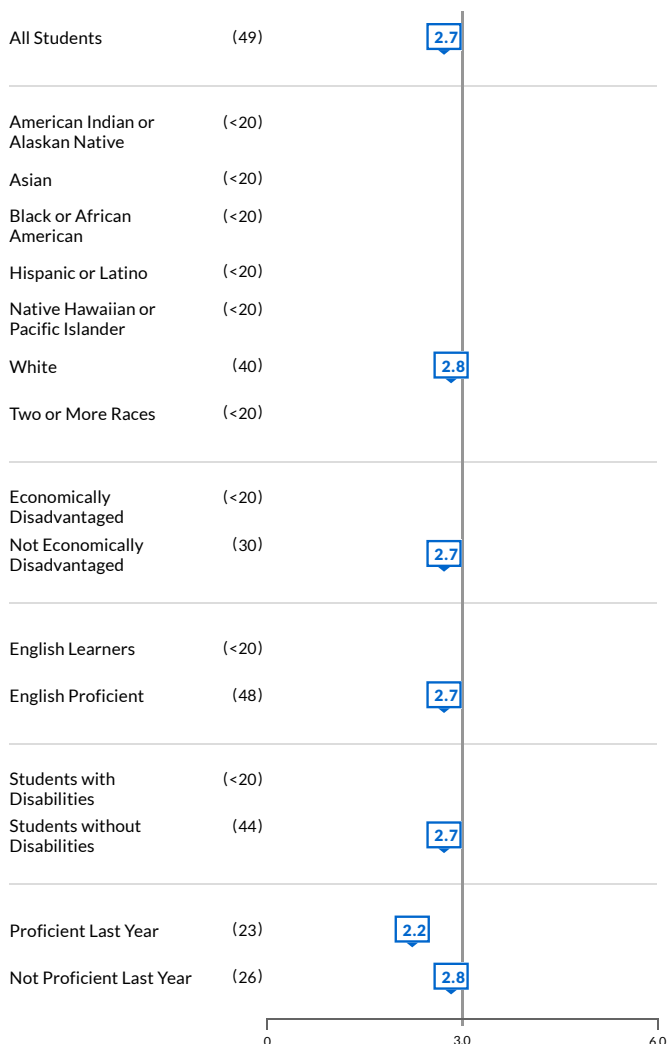 All Students (49) 2.7
American Indian or (<20)
Alaskan Native
Asian (<20)
Black or African (<20)
American
Hispanic or Latino (<20)
Native Hawaiian or (<20)
Pacific Islander
White (40) 2.8
Two or More Races (<20)
Economically (<20)
Disadvantaged
Not Economically (30) 2.7
Disadvantaged
English Learners (<20)
English Proficient (48) 2.7
Students with (<20)
Disabilities
Students without (44) 2.7
Disabilities
Proficient Last Year (23) 2.2
Not Proficient Last Year (26) 2.8
0 3.0 6.0